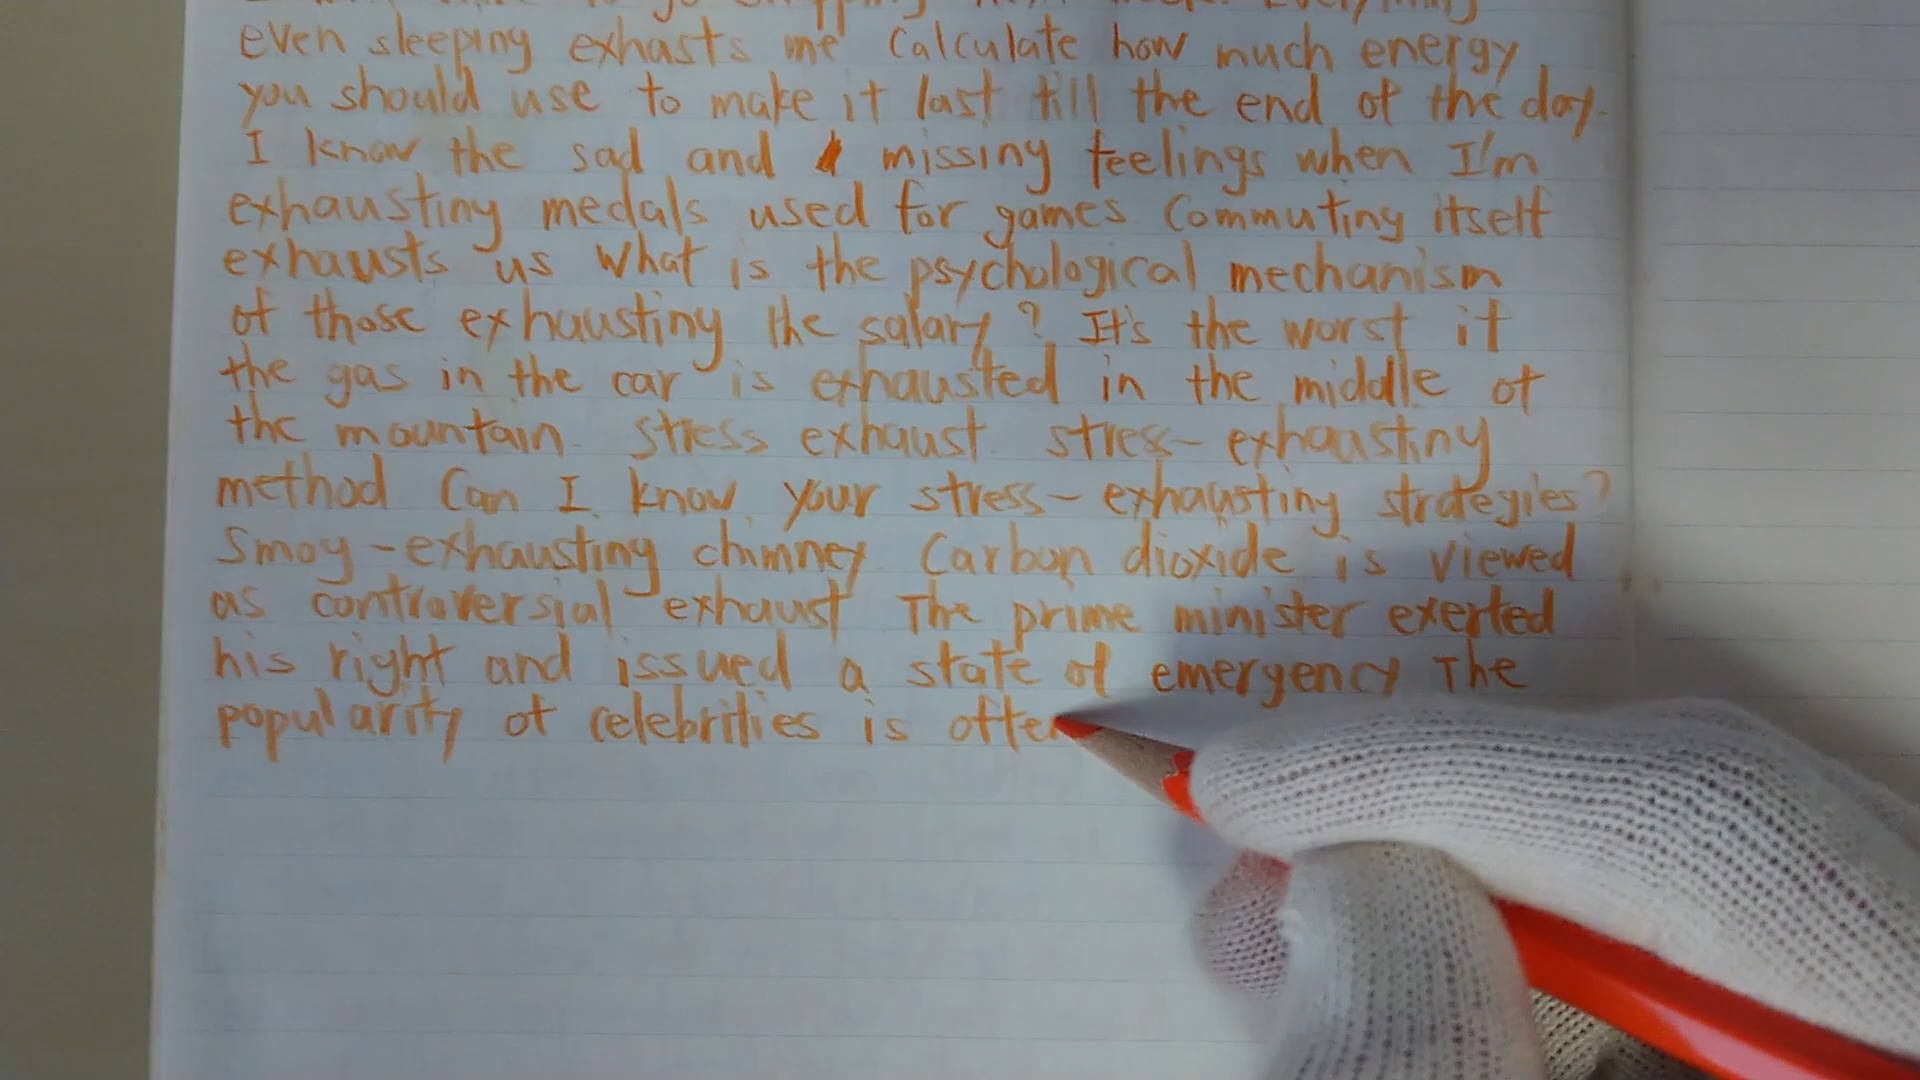 even sleeping exhasts me Calculate how much energy
you should use to make it last till the end of the day.
I know the sad and missing feelings when I'm
exhausting medals used for games Commuting itself
exhausts us What is the psychological mechanism
of those exhausting the salary? It's the worst if
the gas in the car is exhausted in the middle of
the mountain. Stress exhaust stress-exhausting
method Can I know your stress-exhausting strategies?
Smog-exhausting chimney Carbon dioxide is viewed
as controversial exhaust The prime minister exerted
his right and issued a state of emergency The
popularity of celebrities is often